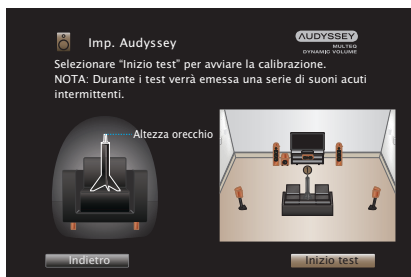 Imp. Audyssey
AUDYSSEY
MULTEQ
DYNAMIC VOLUME
Selezionare “Inizio test” per avviare la calibrazione.
NOTA: Durante i test verrà emessa una serie di suoni acuti
intermittenti.
Altezza orecchio
Indietro
Inizio test